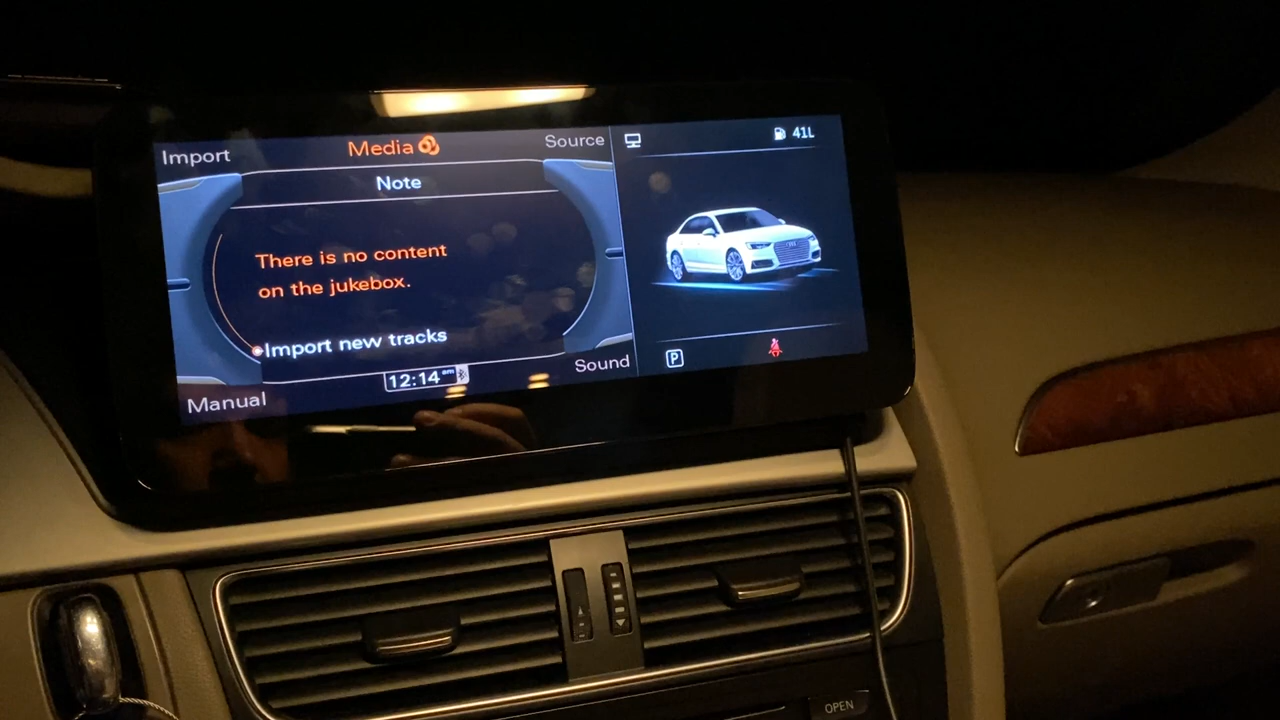 Import
Media
Source
Note
There is no content
on the jukebox.
Import new tracks
12:14 am
Sound
Manual
41L
P
OPEN